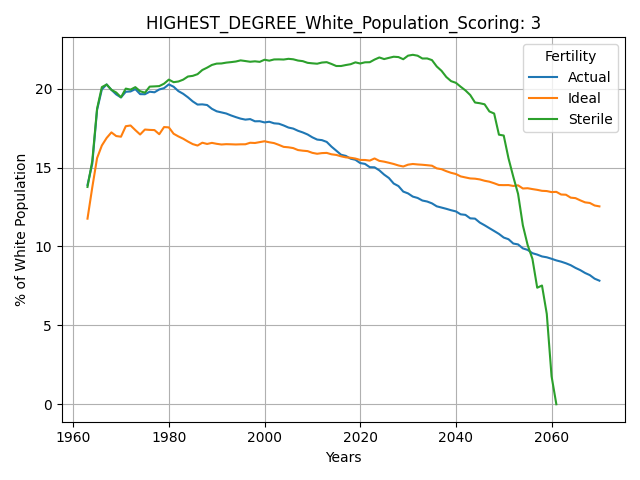 HIGHEST_DEGREE_White_Population_Scoring: 3
% of White Population
20
15
10
5
0
1960 1980 2000 2020 2040 2060
Years
Fertility
Actual
Ideal
Sterile